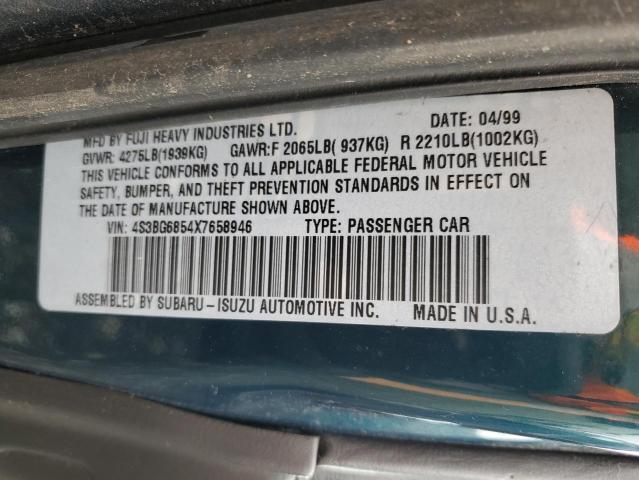 MFD BY FUJI HEAVY INDUSTRIES LTD. DATE: 04/99
GVWR: 4275LB(1939KG) GAWR:F 2065LB( 937KG) R 2210LB(1002KG)
THIS VEHICLE CONFORMS TO ALL APPLICABLE FEDERAL MOTOR VEHICLE
SAFETY, BUMPER, AND THEFT PREVENTION STANDARDS IN EFFECT ON
THE DATE OF MANUFACTURE SHOWN ABOVE.
VIN: 4S3BG6854X7658946 TYPE: PASSENGER CAR
ASSEMBLED BY SUBARU-ISUZU AUTOMOTIVE INC. MADE IN U.S.A.